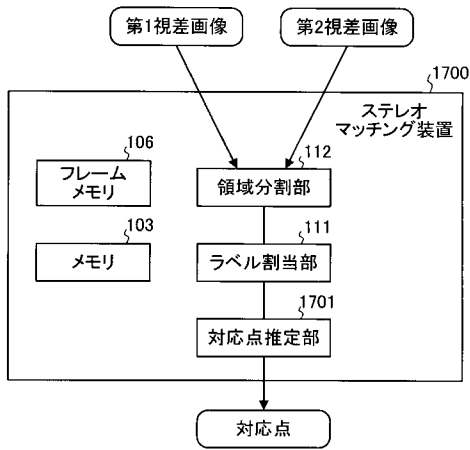 第1視差画像
第2視差画像
1700
ステレオ
マッチング装置
106
フレーム
メモリ
112
領域分割部
103
メモリ
111
ラベル割当部
1701
対応点推定部
対応点